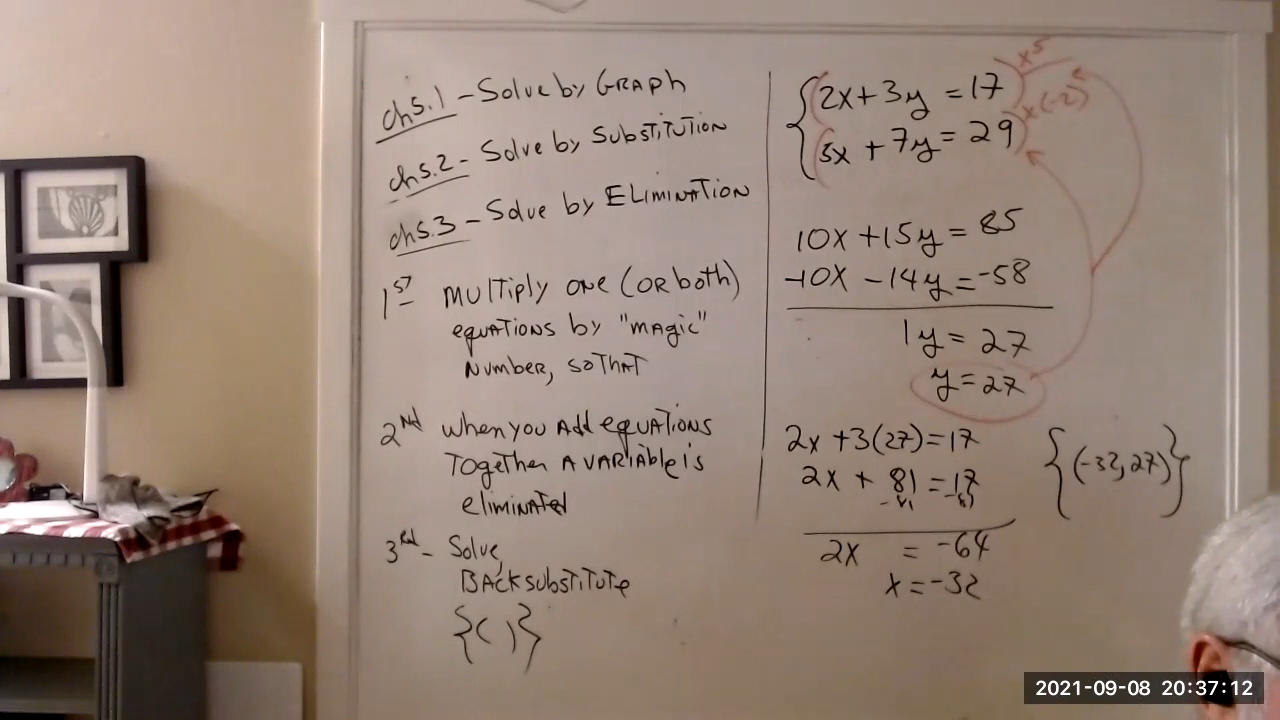 ch5.1 - Solve by GRAPH
ch5.2 - Solve by SUBSTITUTION
ch5.3 - Solve by ELIMINATION
1ST MULTIPLY ONE (OR both)
equATIONS by "MAgic"
NUmbeR, SO THAT
2Nd when you Add equATIONS
TOgetheR A VARIAble is
eliminAted
3Rd - Solve,
BACKsubsTiTuTe
{( )}
{2x + 3y = 17) x5
(5x + 7y = 29) x(-2)
10x + 15y = 85
-10x - 14y = -58
1y = 27
y = 27
2x + 3(27) = 17
2x + 81 = 17
-81 -81
2x = -64
x = -32
{(-32, 27)}
2021-09-08 20:37:12